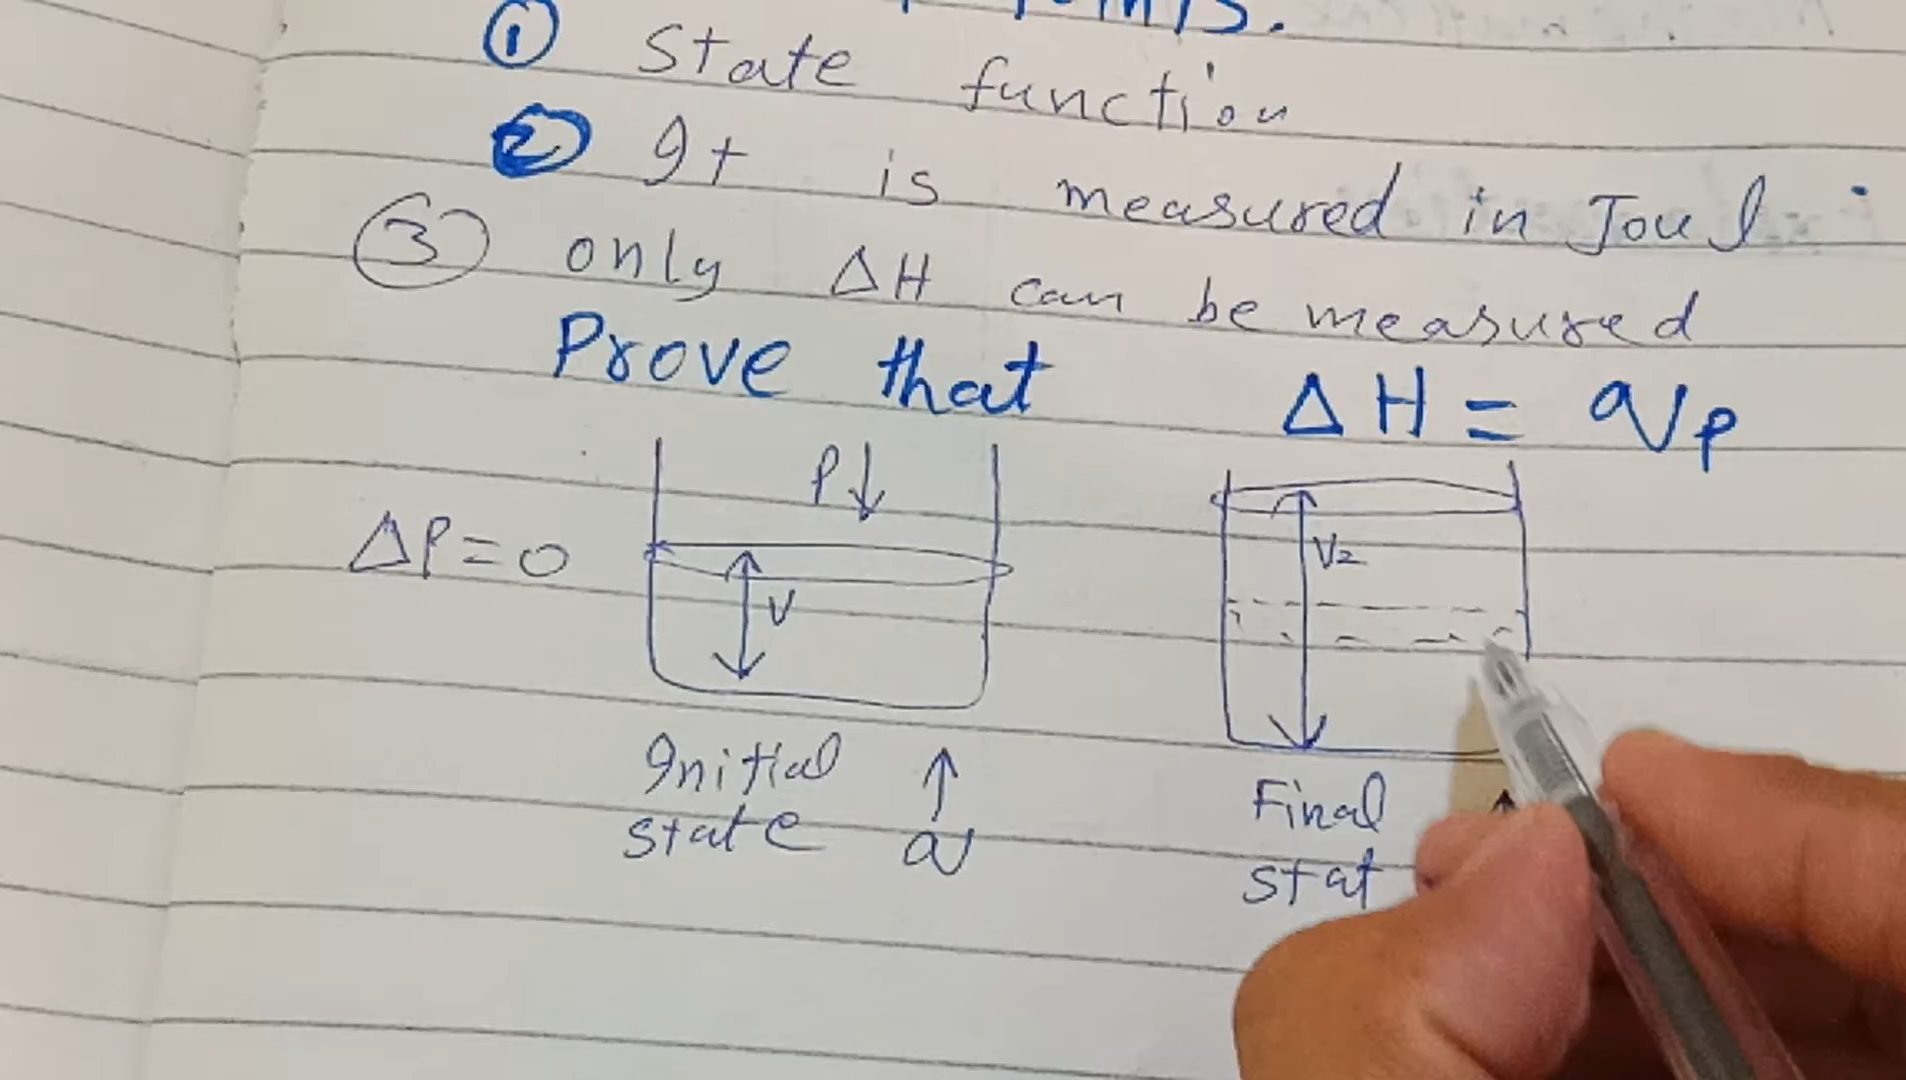 ① State function
② It is measured in Joul
③ only ΔH can be measured
Prove that ΔH = qp
P↓
ΔP=0
V
V2
Initial ↑
state q
Final ↑
stat